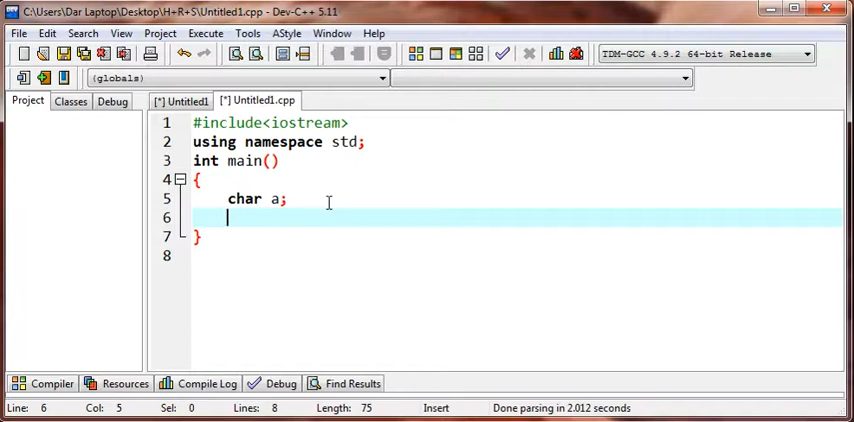 C:\Users\Dar Laptop\Desktop\H+R+S\Untitled1.cpp - Dev-C++ 5.11
File Edit Search View Project Execute Tools AStyle Window Help
TDM-GCC 4.9.2 64-bit Release
(globals)
Project Classes Debug [*] Untitled1 [*] Untitled1.cpp
1 #include<iostream>
2 using namespace std;
3 int main()
4 {
5 char a;
6
7 }
8
Compiler Resources Compile Log Debug Find Results
Line: 6 Col: 5 Sel: 0 Lines: 8 Length: 75 Insert Done parsing in 2.012 seconds